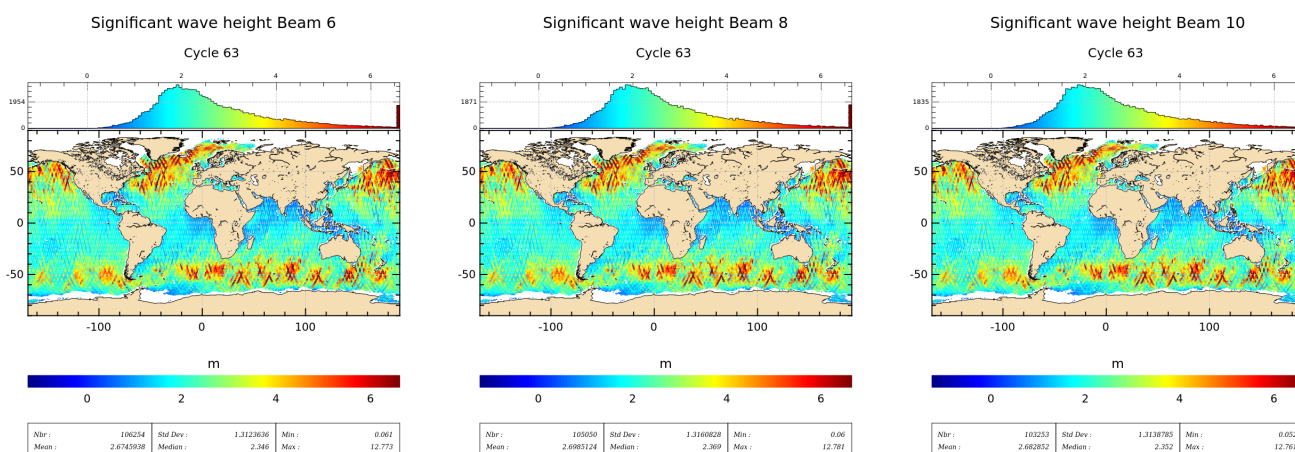 Significant wave height Beam 6
Cycle 63
0 2 4 6
1954
0
50
0
-50
-100 0 100
m
0 2 4 6
Nbr : 106254 Std Dev : 1.3123636 Min : 0.061
Mean : 2.6745938 Median : 2.346 Max : 12.773
Significant wave height Beam 8
Cycle 63
0 2 4 6
1871
0
50
0
-50
-100 0 100
m
0 2 4 6
Nbr : 105050 Std Dev : 1.3160828 Min : 0.06
Mean : 2.6985124 Median : 2.369 Max : 12.781
Significant wave height Beam 10
Cycle 63
0 2 4 6
1835
0
50
0
-50
-100 0 100
m
0 2 4 6
Nbr : 103253 Std Dev : 1.3138785 Min : 0.052
Mean : 2.682852 Median : 2.352 Max : 12.761